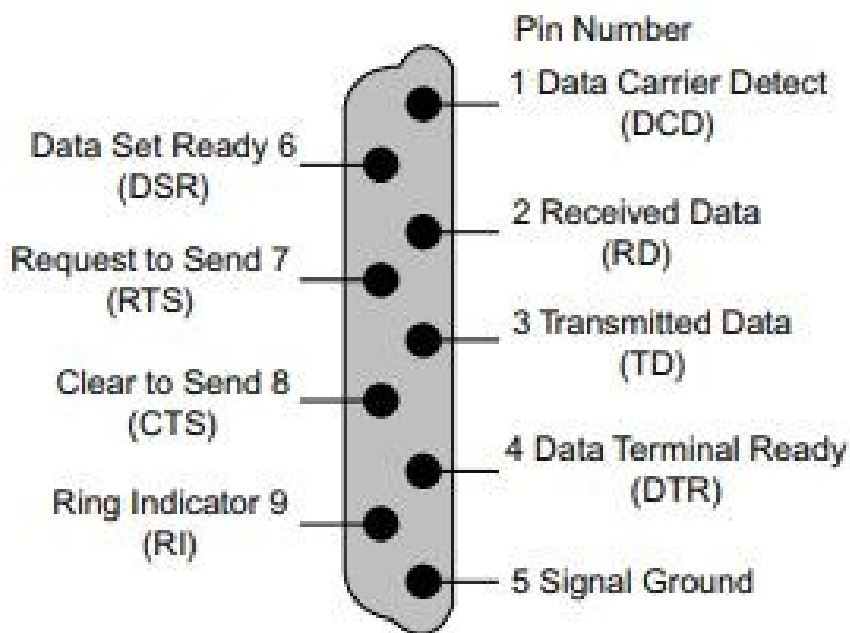 Pin Number
1 Data Carrier Detect
(DCD)
Data Set Ready 6
(DSR)
2 Received Data
(RD)
Request to Send 7
(RTS)
3 Transmitted Data
(TD)
Clear to Send 8
(CTS)
4 Data Terminal Ready
(DTR)
Ring Indicator 9
(RI)
5 Signal Ground